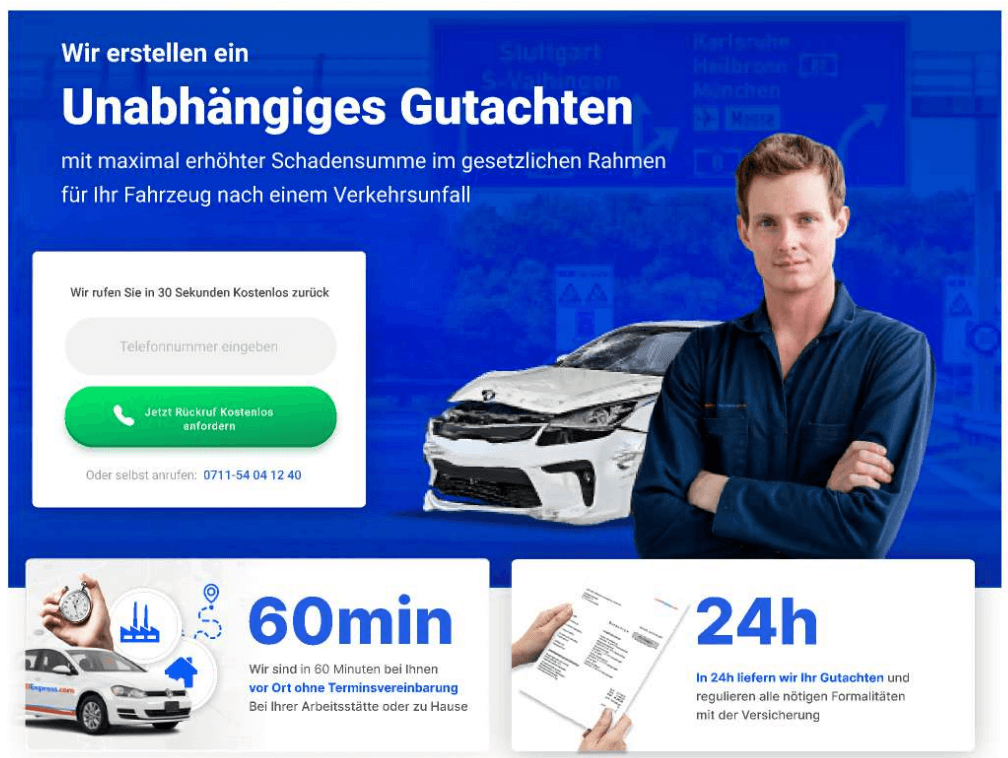 Wir erstellen ein
Unabhängiges Gutachten
mit maximal erhöhter Schadensumme im gesetzlichen Rahmen
für Ihr Fahrzeug nach einem Verkehrsunfall
Stuttgart
S-Vaihingen
Karlsruhe
Heilbronn
München
Messe
Wir rufen Sie in 30 Sekunden Kostenlos zurück
Telefonnummer eingeben
Jetzt Rückruf Kostenlos
anfordern
Oder selbst anrufen: 0711-54 04 12 40
60min
Wir sind in 60 Minuten bei Ihnen
vor Ort ohne Terminsvereinbarung
Bei Ihrer Arbeitsstätte oder zu Hause
Express.com
24h
In 24h liefern wir Ihr Gutachten und
regulieren alle nötigen Formalitäten
mit der Versicherung